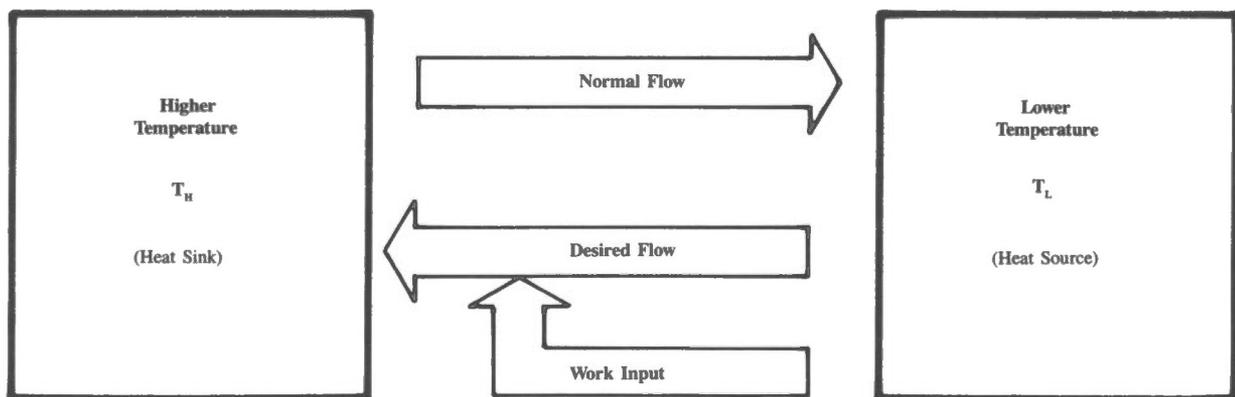 Higher
Temperature
T_H
(Heat Sink)
Normal Flow
Desired Flow
Work Input
Lower
Temperature
T_L
(Heat Source)